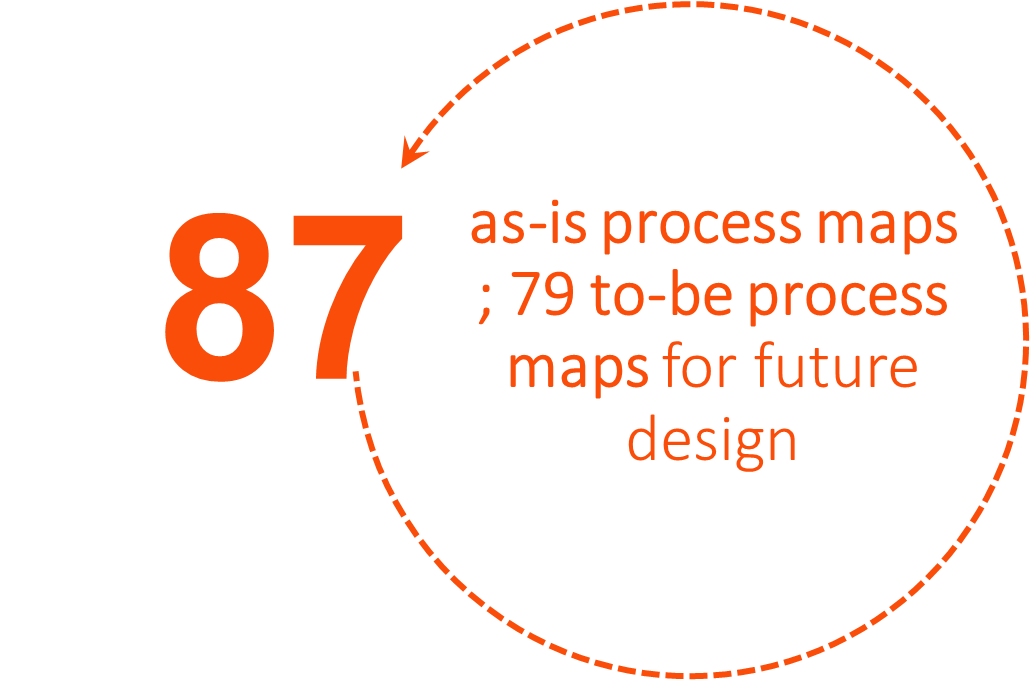 87
as-is process maps
; 79 to-be process
maps for future
design